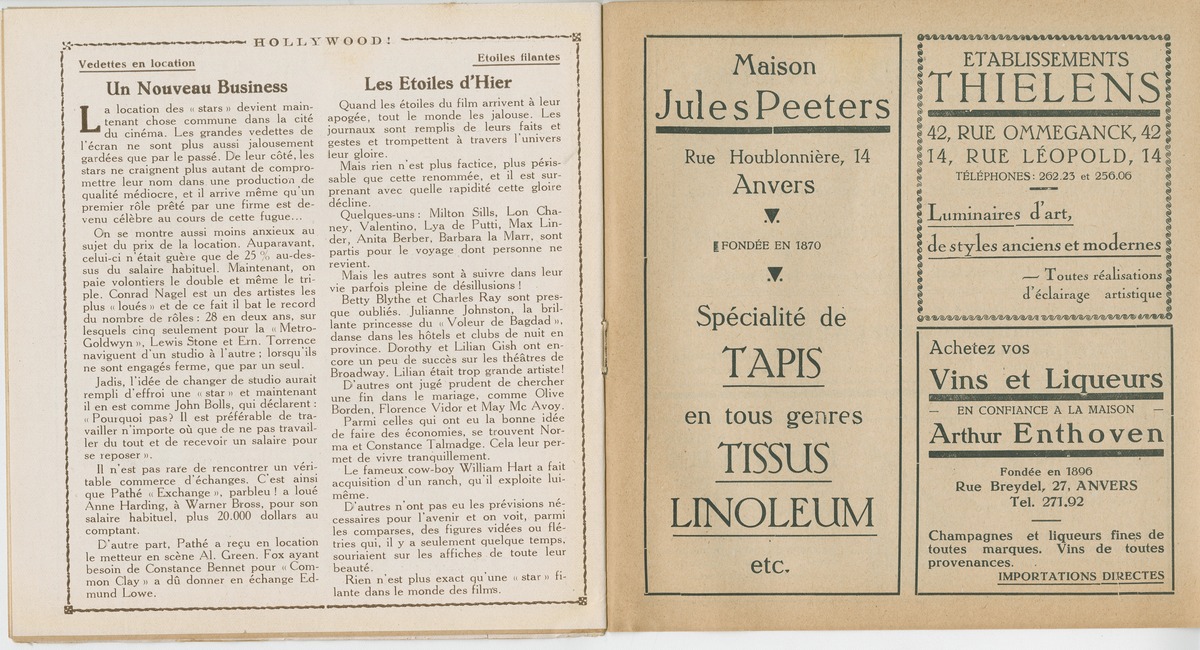 HOLLYWOOD!
Vedettes en location
Un Nouveau Business
La location des « stars » devient main-
tenant chose commune dans la cité
du cinéma. Les grandes vedettes de
l'écran ne sont plus aussi jalousement
gardées que par le passé. De leur côté, les
stars ne craignent plus autant de compro-
mettre leur nom dans une production de
qualité médiocre, et il arrive même qu'un
premier rôle prêté par une firme est de-
venu célèbre au cours de cette fugue...
On se montre aussi moins anxieux au
sujet du prix de la location. Auparavant,
celui-ci n'était guère que de 25 % au-des-
sus du salaire habituel. Maintenant, on
paie volontiers le double et même le tri-
ple. Conrad Nagel est un des artistes les
plus « loués » et de ce fait il bat le record
du nombre de rôles : 28 en deux ans, sur
lesquels cinq seulement pour la « Metro-
Goldwyn », Lewis Stone et Ern. Torrence
naviguent d'un studio à l'autre ; lorsqu'ils
ne sont engagés ferme, que par un seul.
Jadis, l'idée de changer de studio aurait
rempli d'effroi une « star » et maintenant
il en est comme John Bolls, qui déclarent :
« Pourquoi pas? Il est préférable de tra-
vailler n'importe où que de ne pas travail-
ler du tout et de recevoir un salaire pour
se reposer ».
Il n'est pas rare de rencontrer un véri-
table commerce d'échanges. C'est ainsi
que Pathé « Exchange », parbleu ! a loué
Anne Harding, à Warner Bross, pour son
salaire habituel, plus 20.000 dollars au
comptant.
D'autre part, Pathé a reçu en location
le metteur en scène Al. Green. Fox ayant
besoin de Constance Bennet pour « Com-
mon Clay » a dû donner en échange Ed-
mund Lowe.
Etoiles filantes
Les Etoiles d'Hier
Quand les étoiles du film arrivent à leur
apogée, tout le monde les jalouse. Les
journaux sont remplis de leurs faits et
gestes et trompettent à travers l'univers
leur gloire.
Mais rien n'est plus factice, plus péris-
sable que cette renommée, et il est sur-
prenant avec quelle rapidité cette gloire
décline.
Quelques-uns : Milton Sills, Lon Cha-
ney, Valentino, Lya de Putti, Max Lin-
der, Anita Berber, Barbara la Marr, sont
partis pour le voyage dont personne ne
revient.
Mais les autres sont à suivre dans leur
vie parfois pleine de désillusions !
Betty Blythe et Charles Ray sont pres-
que oubliés. Julianne Johnston, la bril-
lante princesse du « Voleur de Bagdad »,
danse dans les hôtels et clubs de nuit en
province. Dorothy et Lilian Gish ont en-
core un peu de succès sur les théâtres de
Broadway. Lilian était trop grande artiste!
D'autres ont jugé prudent de chercher
une fin dans le mariage, comme Olive
Borden, Florence Vidor et May Mc Avoy.
Parmi celles qui ont eu la bonne idée
de faire des économies, se trouvent Nor-
ma et Constance Talmadge. Cela leur per-
met de vivre tranquillement.
Le fameux cow-boy William Hart a fait
acquisition d'un ranch, qu'il exploite lui-
même.
D'autres n'ont pas eu les prévisions né-
cessaires pour l'avenir et on voit, parmi
les comparses, des figures vidées ou flé-
tries qui, il y a seulement quelque temps,
souriaient sur les affiches de toute leur
beauté.
Rien n'est plus exact qu'une « star » fi-
lante dans le monde des films.
Maison
Jules Peeters
Rue Houblonnière, 14
Anvers
FONDÉE EN 1870
Spécialité de
TAPIS
en tous genres
TISSUS
LINOLEUM
etc.
ETABLISSEMENTS
THIELENS
42, RUE OMMEGANCK, 42
14, RUE LÉOPOLD, 14
TÉLÉPHONES : 262.23 et 256.06
Luminaires d'art,
de styles anciens et modernes
— Toutes réalisations
d'éclairage artistique
Achetez vos
Vins et Liqueurs
— EN CONFIANCE A LA MAISON —
Arthur Enthoven
Fondée en 1896
Rue Breydel, 27, ANVERS
Tel. 271.92
Champagnes et liqueurs fines de
toutes marques. Vins de toutes
provenances.
IMPORTATIONS DIRECTES